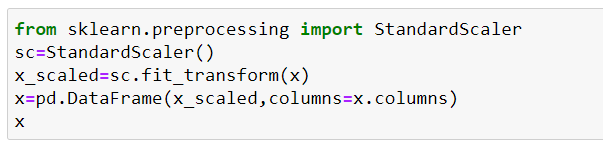 from sklearn.preprocessing import StandardScaler
sc=StandardScaler()
x_scaled=sc.fit_transform(x)
x=pd.DataFrame(x_scaled,columns=x.columns)
x